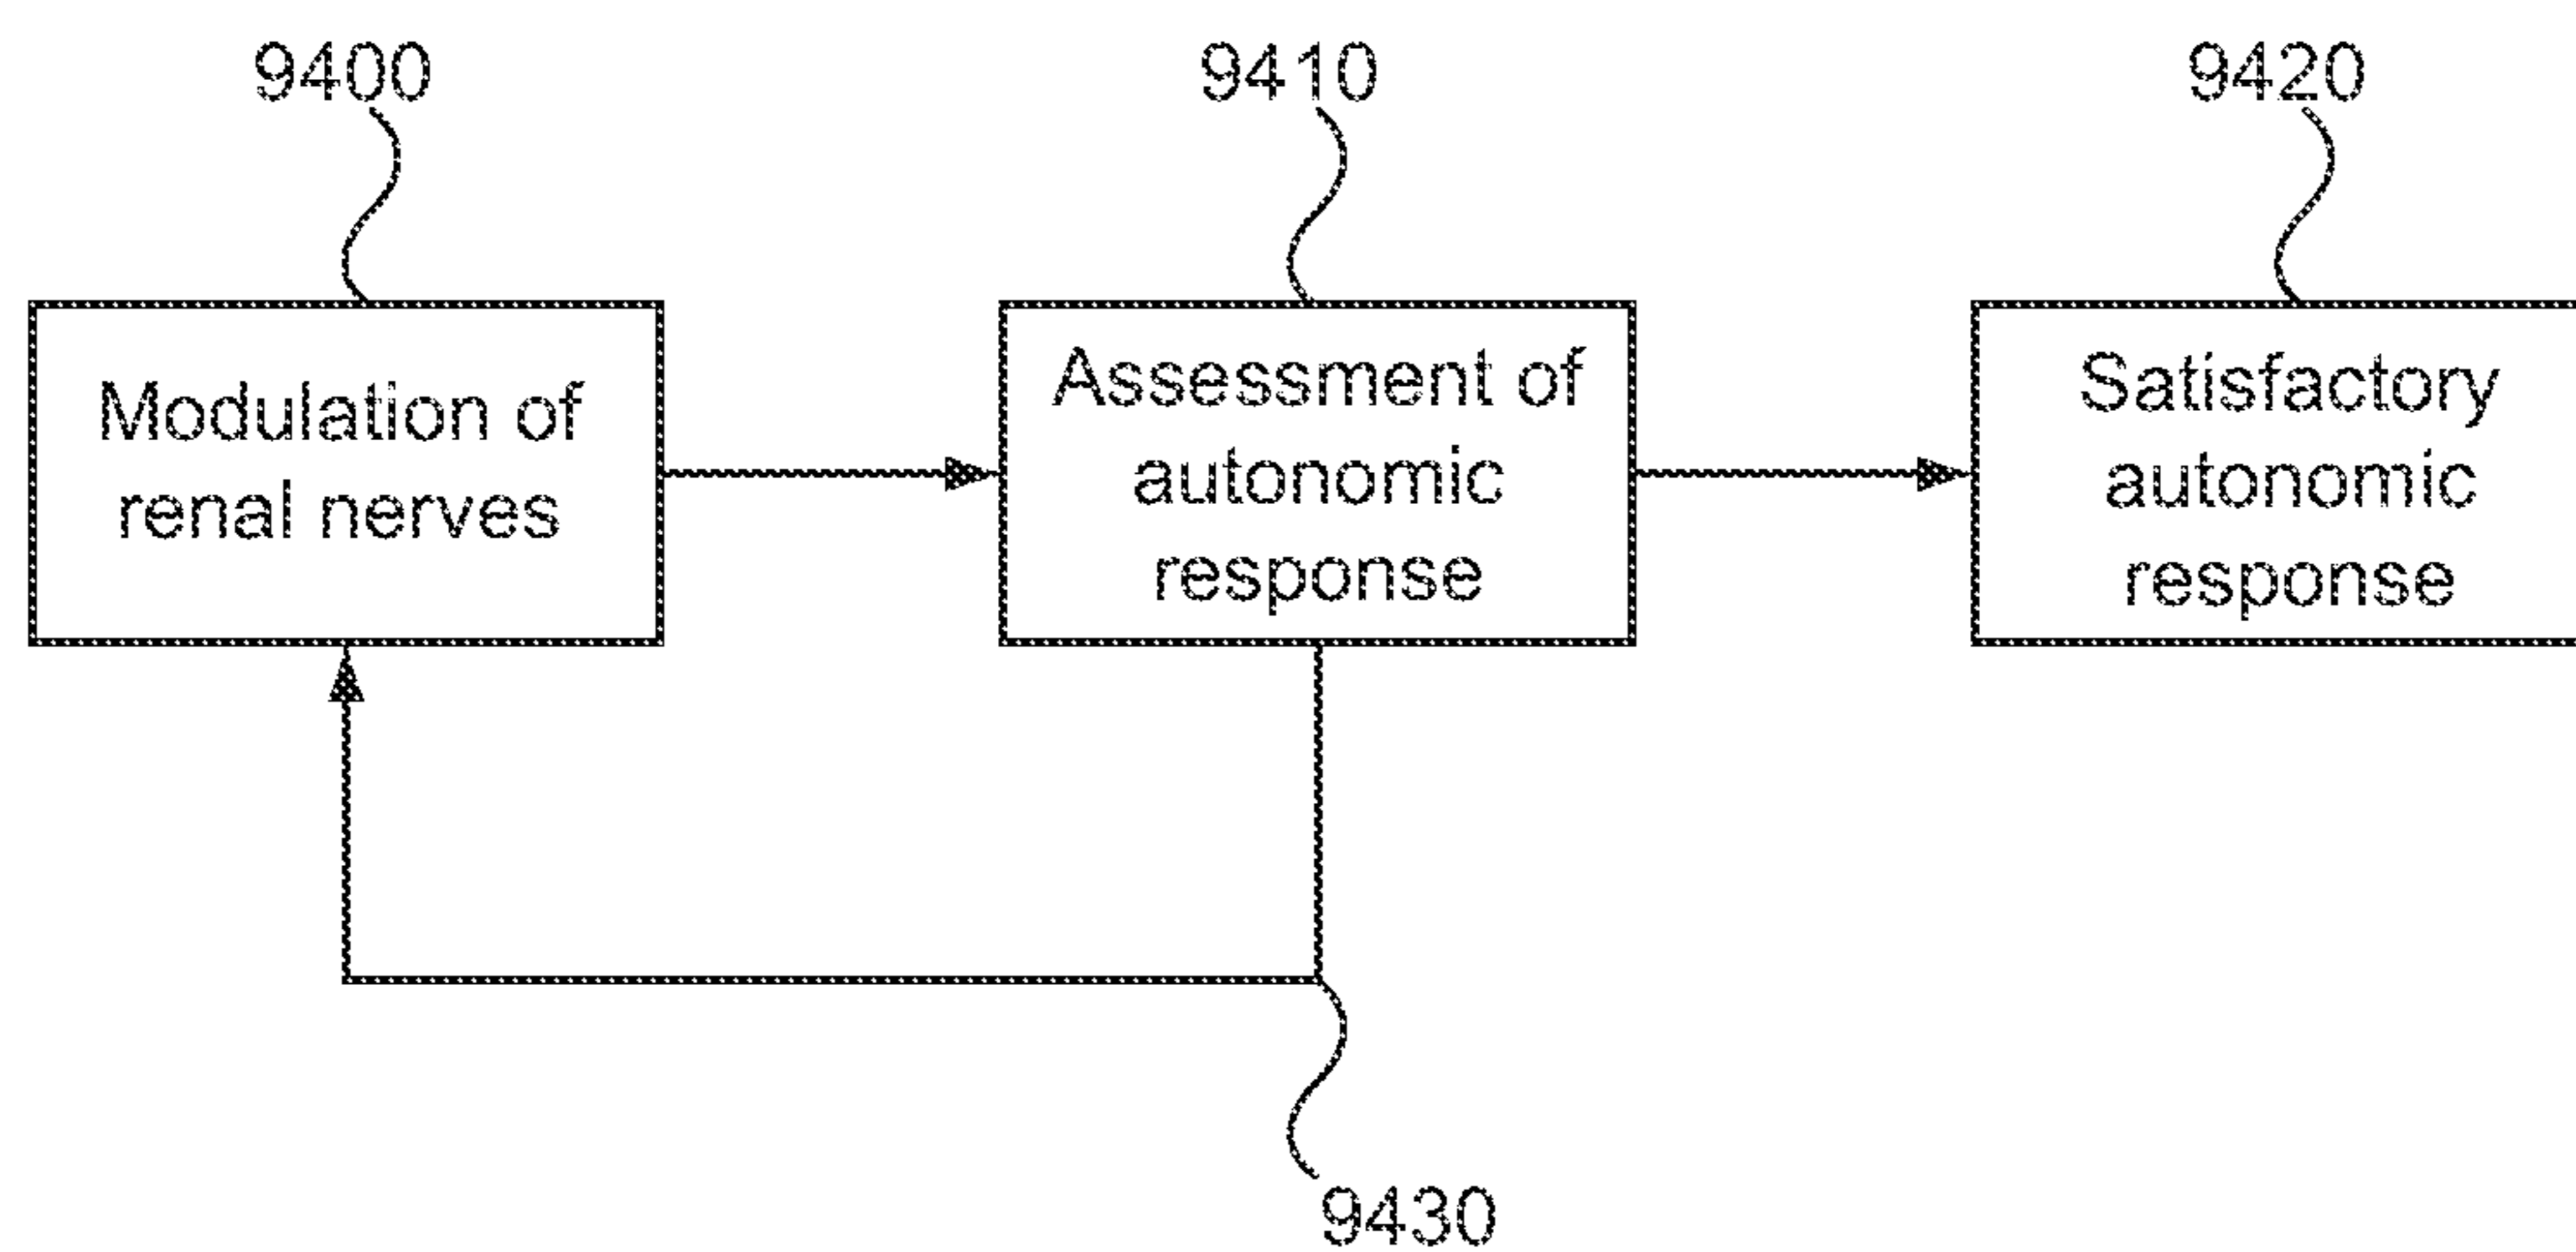 9400
9410
9420
Modulation of
renal nerves
Assessment of
autonomic
response
Satisfactory
autonomic
response
9430